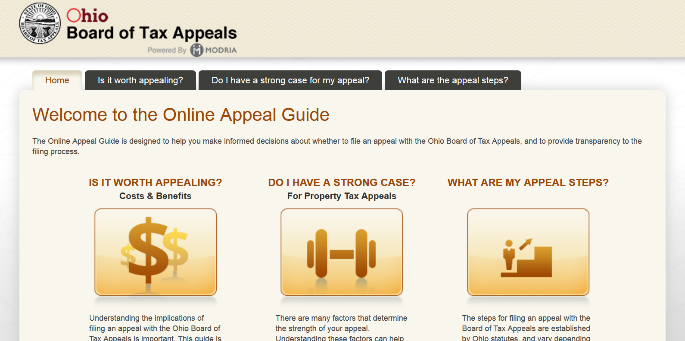 Ohio
Board of Tax Appeals
Powered By MODRIA
Home
Is it worth appealing?
Do I have a strong case for my appeal?
What are the appeal steps?
Welcome to the Online Appeal Guide
The Online Appeal Guide is designed to help you make informed decisions about whether to file an appeal with the Ohio Board of Tax Appeals, and to provide transparency to the
filing process.
IS IT WORTH APPEALING?
Costs & Benefits
Understanding the implications of
filing an appeal with the Ohio Board of
Tax Appeals is important. This guide is
DO I HAVE A STRONG CASE?
For Property Tax Appeals
There are many factors that determine
the strength of your appeal.
Understanding these factors can help
WHAT ARE MY APPEAL STEPS?
The steps for filing an appeal with the
Board of Tax Appeals are established
by Ohio statutes, and vary depending